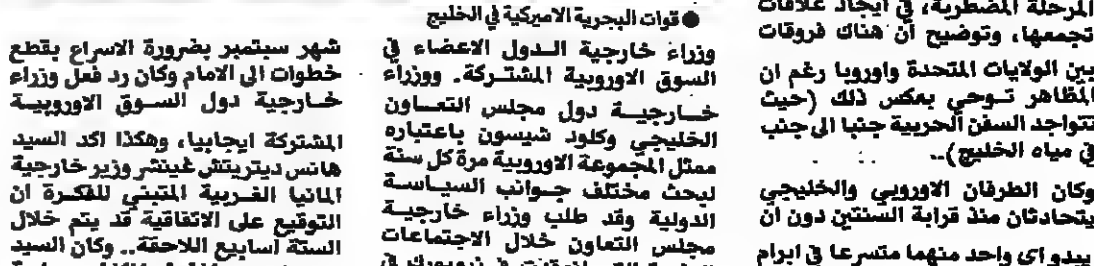 المرحلة المضطربة، في ايجاد علاقات
تجمعها، وتوضيح أن هناك فروقات
بين الولايات المتحدة واوروبا رغم ان
المظاهر توحي بعكس ذلك (حيث
تتواجد السفن الحربية جنبا الى جنب
في مياه الخليج)..
وكان الطرفان الاوروبي والخليجي
يتحادثان منذ قرابة السنتين دون ان
يبدو اي واحد منهما متسرعا في ابرام
● قوات البحرية الاميركية في الخليج
وزراء خارجية الدول الاعضاء في
السوق الاوروبية المشتركة. ووزراء
خارجية دول مجلس التعاون
الخليجي وكلود شيسون باعتباره
ممثل المجموعة الاوروبية مرة كل سنة
لبحث مختلف جوانب السياسة
الدولية وقد طلب وزراء خارجية
مجلس التعاون خلال الاجتماعات
شهر سبتمبر بضرورة الاسراع بقطع
خطوات الى الامام وكان رد فعل وزراء
خارجية دول السوق الاوروبية
المشتركة ايجابيا، وهكذا اكد السيد
هانس ديتريتش غينشر وزير خارجية
المانيا الغربية المتبني للفكرة ان
التوقيع على الاتفاقية قد يتم خلال
الستة اسابيع اللاحقة.. وكان السيد